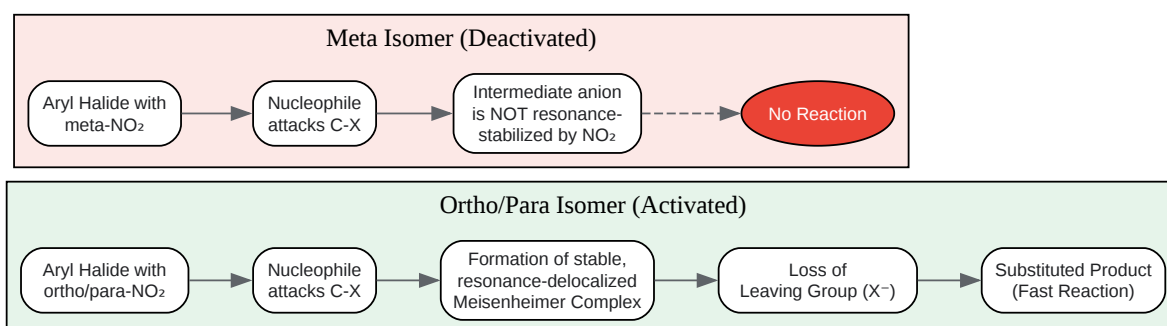 Meta Isomer (Deactivated)
Aryl Halide with
meta-NO₂
Nucleophile
attacks C-X
Intermediate anion
is NOT resonance-
stabilized by NO₂
No Reaction
Ortho/Para Isomer (Activated)
Aryl Halide with
ortho/para-NO₂
Nucleophile
attacks C-X
Formation of stable,
resonance-delocalized
Meisenheimer Complex
Loss of
Leaving Group (X⁻)
Substituted Product
(Fast Reaction)